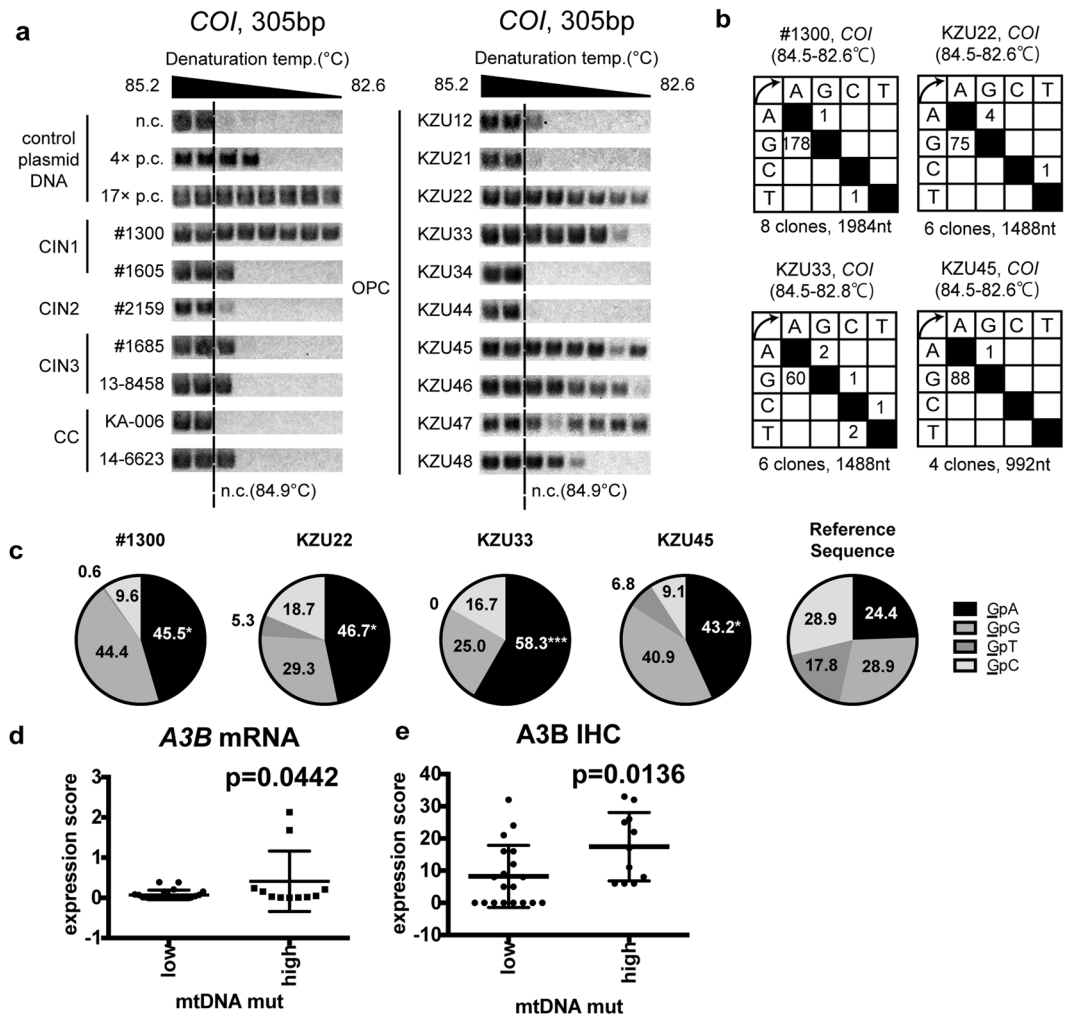 a
COI, 305bp
Denaturation temp.(°C)
85.2
82.6
control
plasmid
DNA
n.c.
4× p.c.
17× p.c.
CIN1
#1300
#1605
CIN2
#2159
CIN3
#1685
13-8458
CC
KA-006
14-6623
n.c.(84.9°C)
COI, 305bp
Denaturation temp.(°C)
85.2
82.6
OPC
KZU12
KZU21
KZU22
KZU33
KZU34
KZU44
KZU45
KZU46
KZU47
KZU48
n.c.(84.9°C)
b
#1300, COI
(84.5-82.6℃)
A G C T
A 1
G 178
C
T 1
8 clones, 1984nt
KZU22, COI
(84.5-82.6℃)
A G C T
A 4
G 75
C 1
T
6 clones, 1488nt
KZU33, COI
(84.5-82.8℃)
A G C T
A 2
G 60 1
C 1
T 2
6 clones, 1488nt
KZU45, COI
(84.5-82.6℃)
A G C T
A 1
G 88
C
T
4 clones, 992nt
c
#1300
0.6
9.6
45.5*
44.4
KZU22
18.7
5.3
46.7*
29.3
KZU33
0
16.7
58.3***
25.0
KZU45
6.8
9.1
43.2*
40.9
Reference
Sequence
28.9
24.4
17.8
28.9
GpA
GpG
GpT
GpC
d
A3B mRNA
p=0.0442
expression score
3
2
1
0
-1
low
high
mtDNA mut
e
A3B IHC
p=0.0136
expression score
40
30
20
10
0
-10
low
high
mtDNA mut